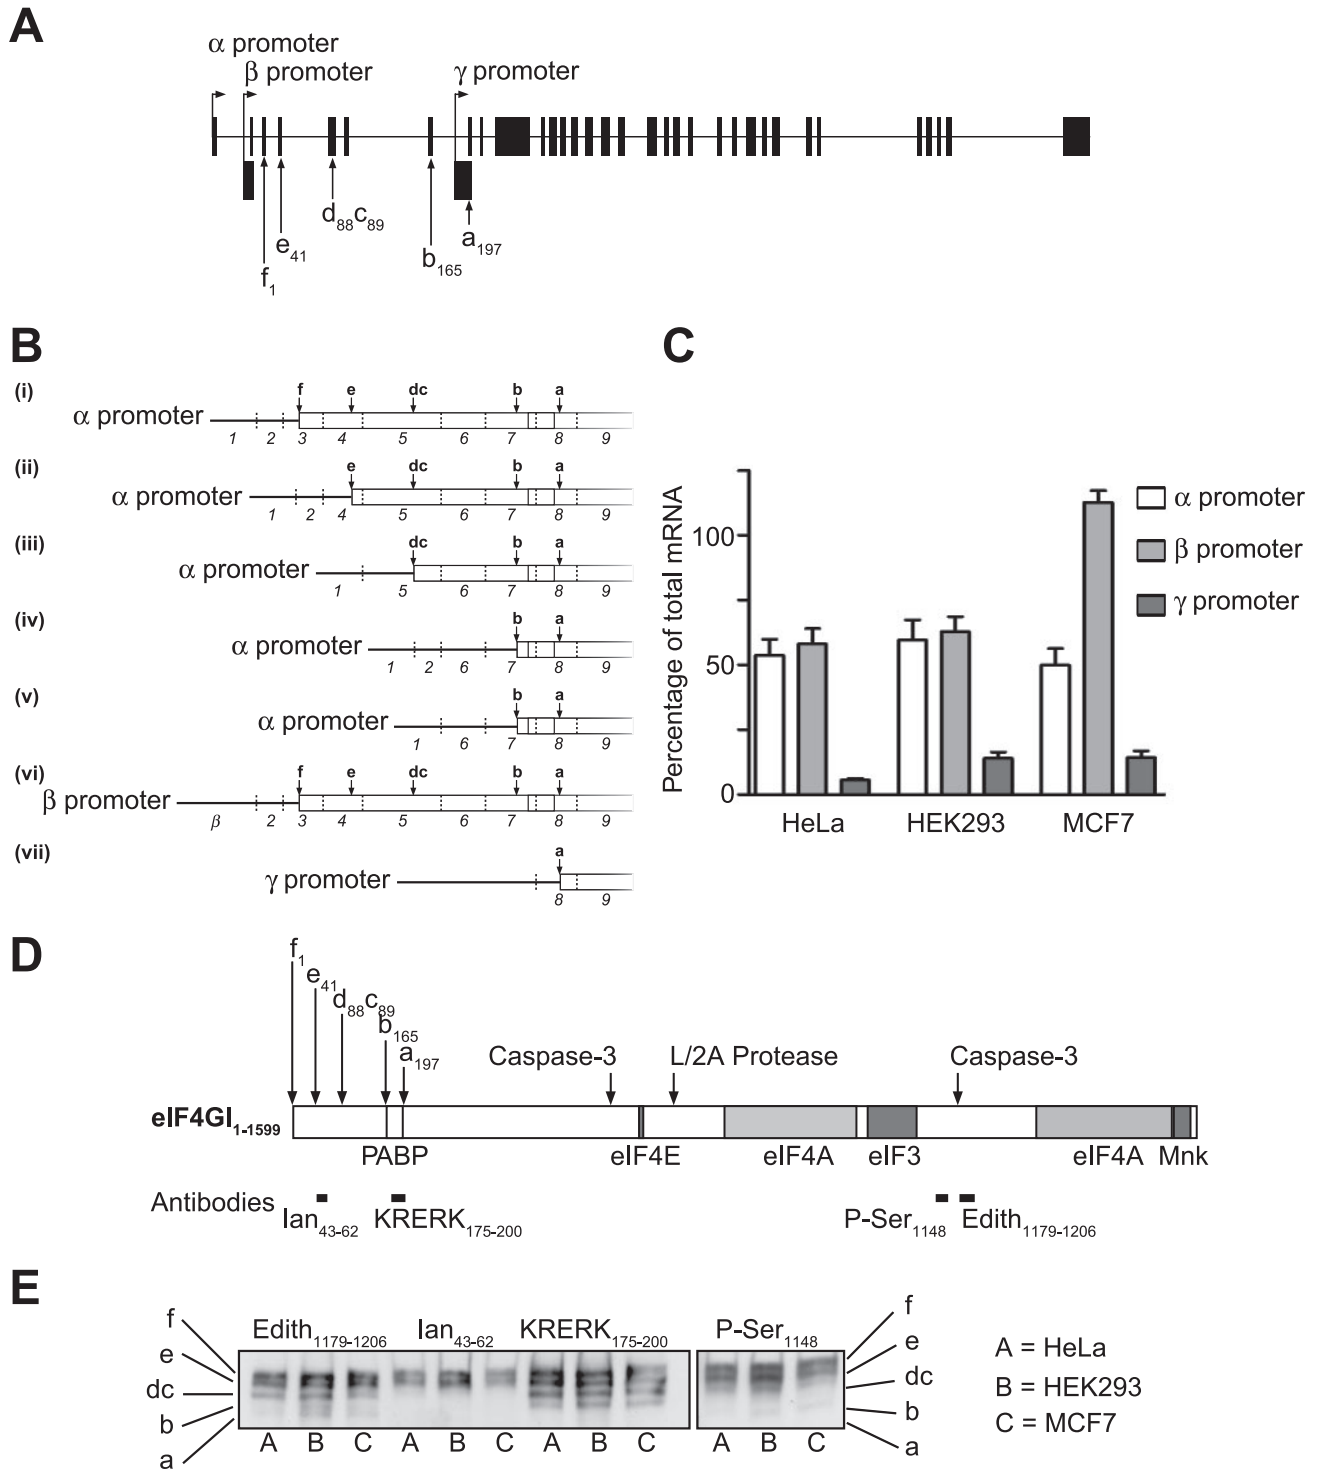 A
α promoter
β promoter
γ promoter
d88c89
a197
e41
b165
f1
B
C
(i)
f e dc b a
α promoter
1 2 3 4 5 6 7 8 9
(ii)
e dc b a
α promoter
1 2 4 5 6 7 8 9
(iii)
dc b a
α promoter
1 5 6 7 8 9
(iv)
b a
α promoter
1 2 6 7 8 9
(v)
b a
α promoter
1 6 7 8 9
(vi)
f e dc b a
β promoter
β 2 3 4 5 6 7 8 9
(vii)
a
γ promoter
8 9
Percentage of total mRNA
100
50
0
HeLa HEK293 MCF7
α promoter
β promoter
γ promoter
D
f1
e41
d88c89
b165
a197
Caspase-3 L/2A Protease Caspase-3
eIF4GI1-1599
PABP eIF4E eIF4A eIF3 eIF4A Mnk
Antibodies
Ian43-62 KRERK175-200 P-Ser1148 Edith1179-1206
E
Edith1179-1206 Ian43-62 KRERK175-200 P-Ser1148
f
e
dc
b
a
A B C A B C A B C A B C
f
e
dc
b
a
A = HeLa
B = HEK293
C = MCF7